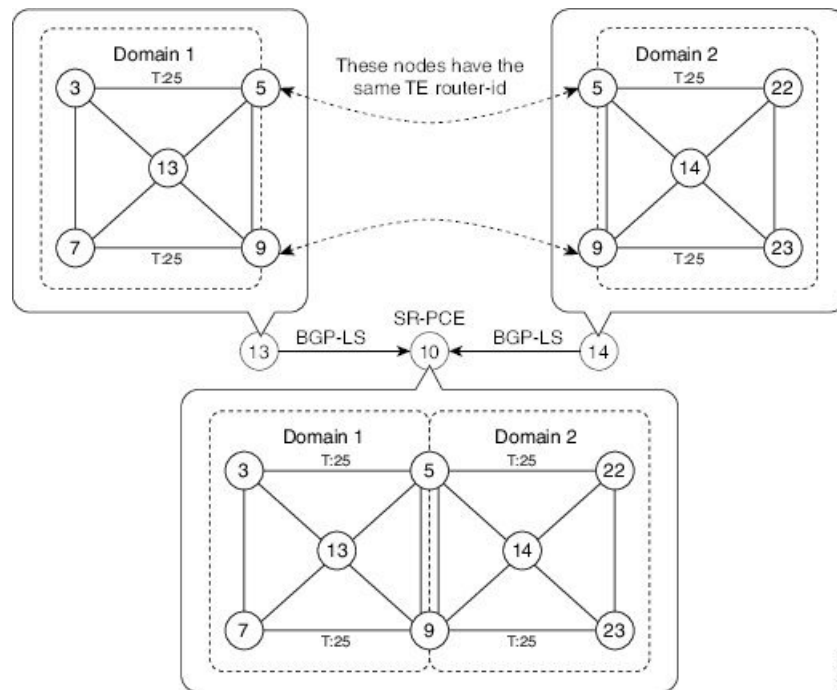 Domain 1
T:25
3
5
13
7
9
T:25
These nodes have the
same TE router-id
Domain 2
T:25
5
22
14
9
23
T:25
SR-PCE
13
BGP-LS
10
BGP-LS
14
Domain 1
Domain 2
T:25
T:25
3
5
22
13
14
7
9
23
T:25
T:25